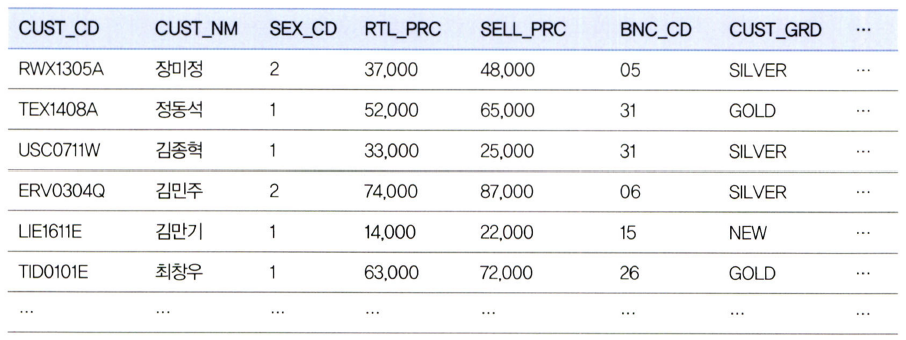 CUST_CD CUST_NM SEX_CD RTL_PRC SELL_PRC BNC_CD CUST_GRD ...
RWX1305A 장미정 2 37,000 48,000 05 SILVER ...
TEX1408A 정동석 1 52,000 65,000 31 GOLD ...
USC0711W 김종혁 1 33,000 25,000 31 SILVER ...
ERV0304Q 김민주 2 74,000 87,000 06 SILVER ...
LIE1611E 김만기 1 14,000 22,000 15 NEW ...
TID0101E 최창우 1 63,000 72,000 26 GOLD ...
... ... ... ... ... ... ... ...